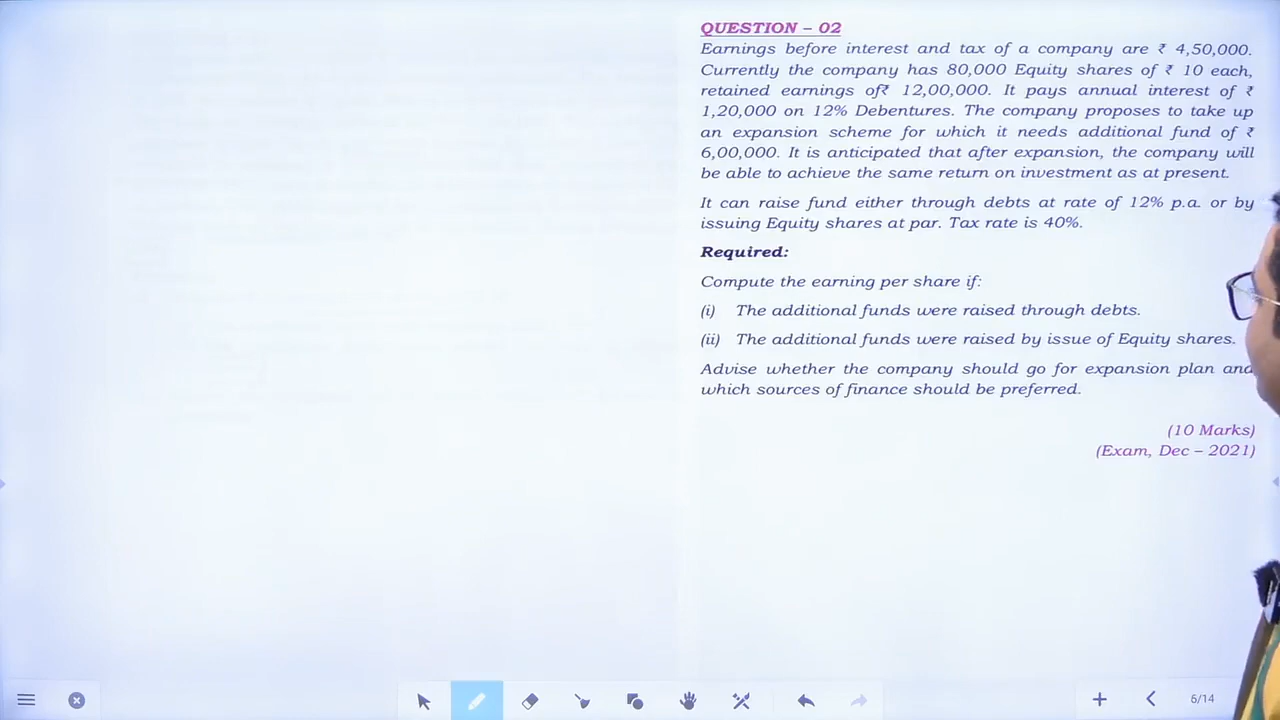 QUESTION – 02
Earnings before interest and tax of a company are ₹ 4,50,000.
Currently the company has 80,000 Equity shares of ₹ 10 each,
retained earnings of₹ 12,00,000. It pays annual interest of ₹
1,20,000 on 12% Debentures. The company proposes to take up
an expansion scheme for which it needs additional fund of ₹
6,00,000. It is anticipated that after expansion, the company will
be able to achieve the same return on investment as at present.
It can raise fund either through debts at rate of 12% p.a. or by
issuing Equity shares at par. Tax rate is 40%.
Required:
Compute the earning per share if:
(i) The additional funds were raised through debts.
(ii) The additional funds were raised by issue of Equity shares.
Advise whether the company should go for expansion plan and
which sources of finance should be preferred.
(10 Marks)
(Exam, Dec – 2021)
6/14